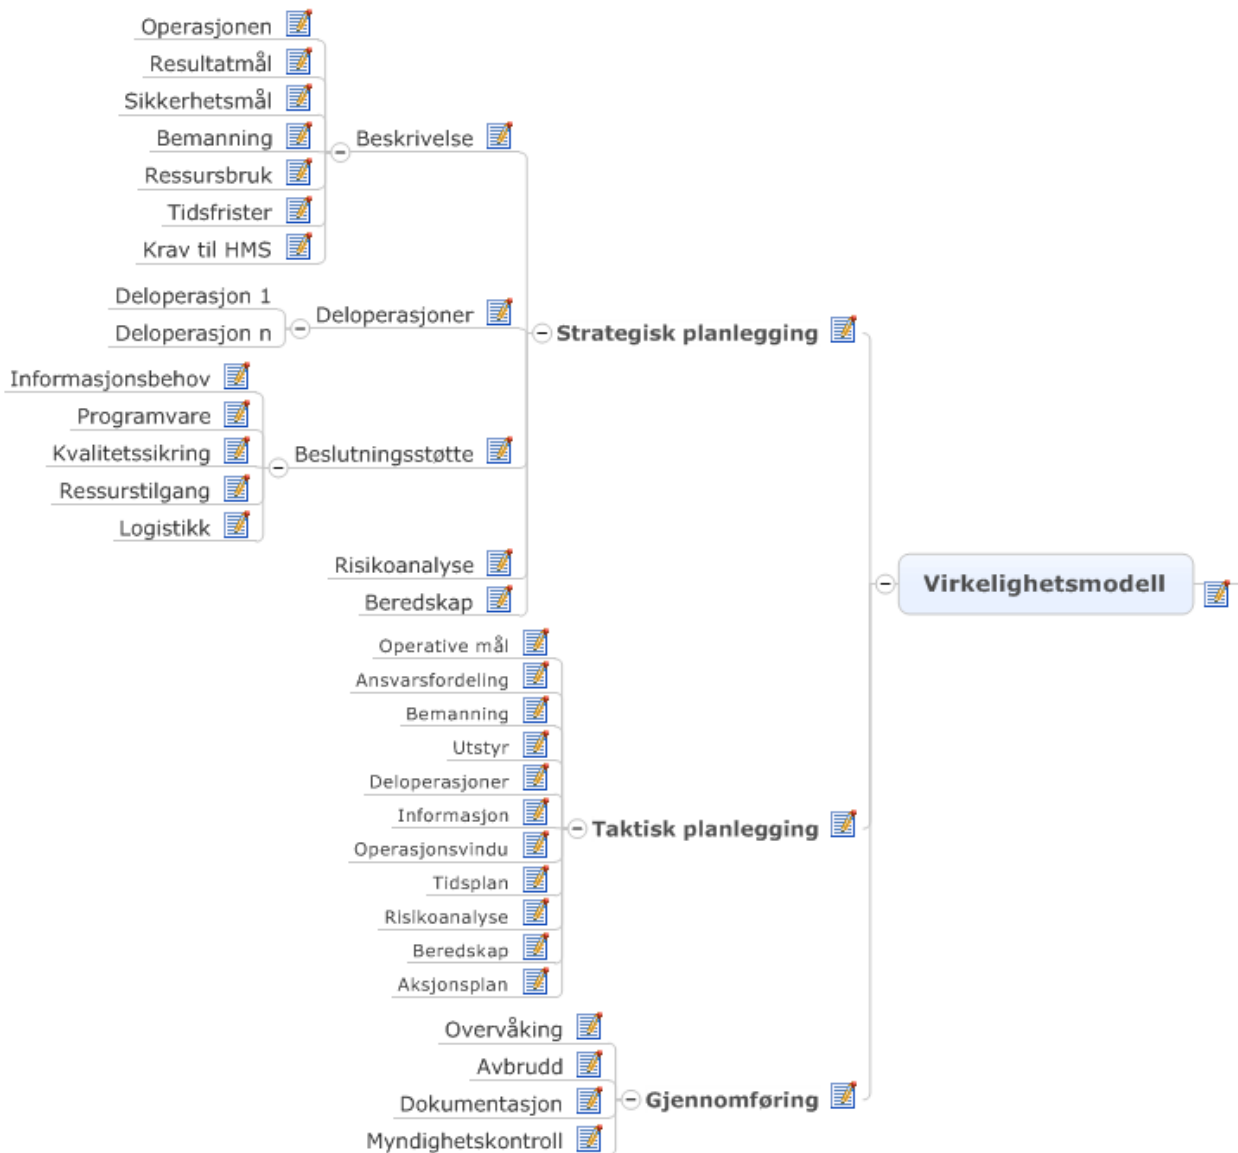 Operasjonen
Resultatmål
Sikkerhetsmål
Bemanning
Beskrivelse
Ressursbruk
Tidsfrister
Krav til HMS
Deloperasjon 1
Deloperasjoner
Deloperasjon n
Strategisk planlegging
Informasjonsbehov
Programvare
Kvalitetssikring
Beslutningsstøtte
Ressurstilgang
Logistikk
Risikoanalyse
Beredskap
Virkelighetsmodell
Operative mål
Ansvarsfordeling
Bemanning
Utstyr
Deloperasjoner
Informasjon
Taktisk planlegging
Operasjonsvindu
Tidsplan
Risikoanalyse
Beredskap
Aksjonsplan
Overvåking
Avbrudd
Gjennomføring
Dokumentasjon
Myndighetskontroll